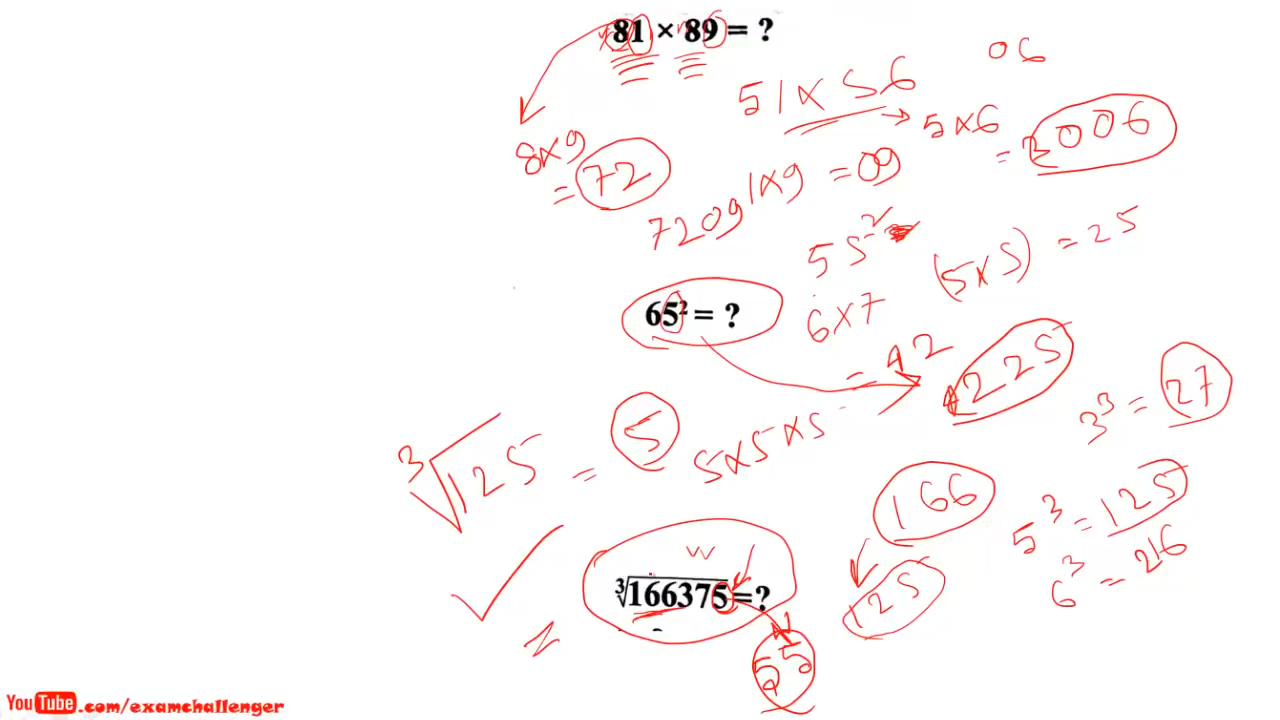 81 × 89 = ?
06
51 × 56
5 × 6
= 3006
8 × 9
= 72
1 × 9 = 09
7209
55²
(5 × 5) = 25
65² = ?
6 × 7
= 42
4225
3³ = 27
∛125 = 5
5 × 5 × 5
166
5³ = 125
6³ = 216
125
∛166375 = ?
55
YouTube.com/examchallenger